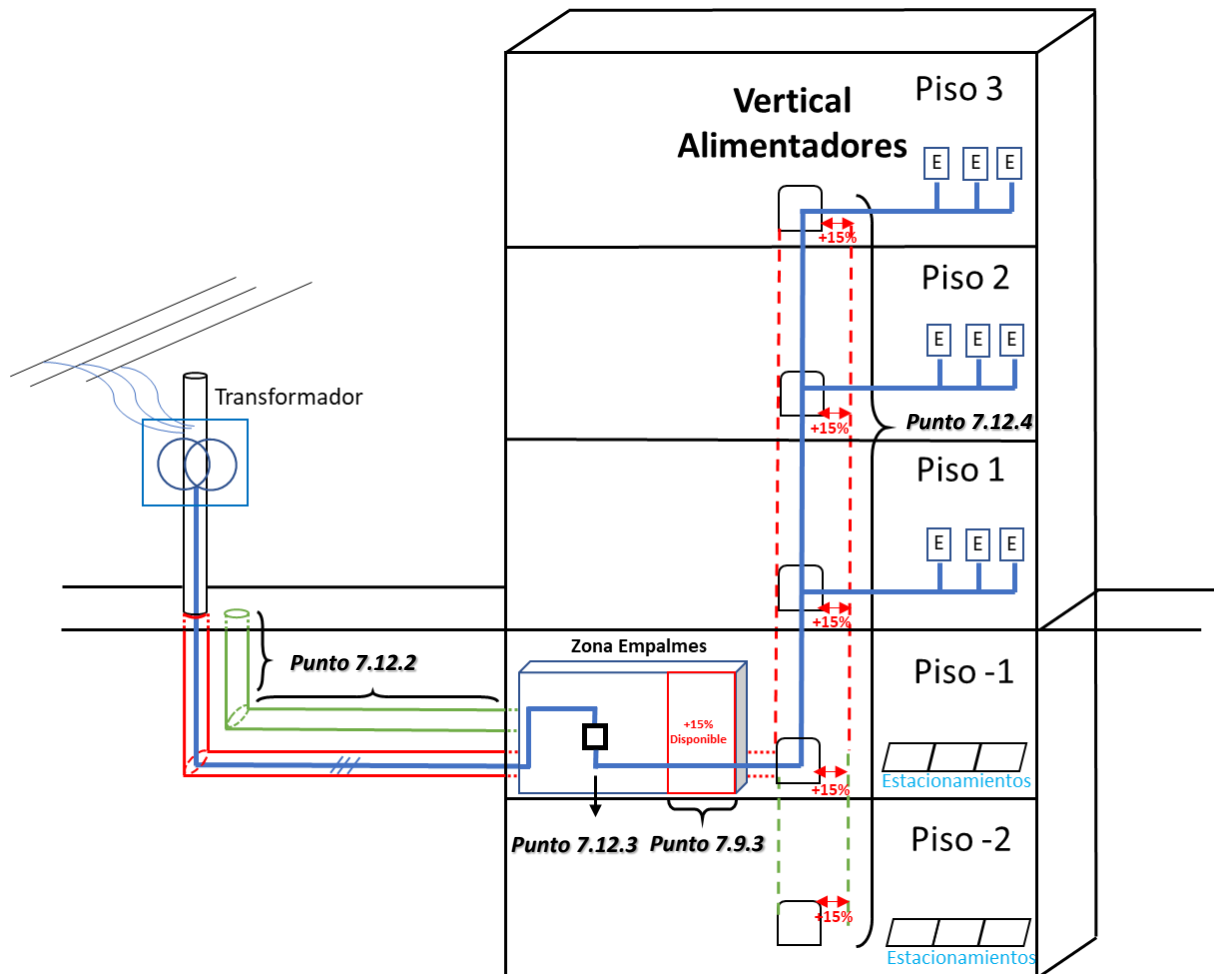 Vertical
Alimentadores
Piso 3
E E E
+15%
Piso 2
E E E
+15%
Transformador
Punto 7.12.4
Piso 1
E E E
+15%
Zona Empalmes
Punto 7.12.2
Piso -1
+15%
Disponible
Estacionamientos
+15%
Punto 7.12.3
Punto 7.9.3
Piso -2
+15%
Estacionamientos